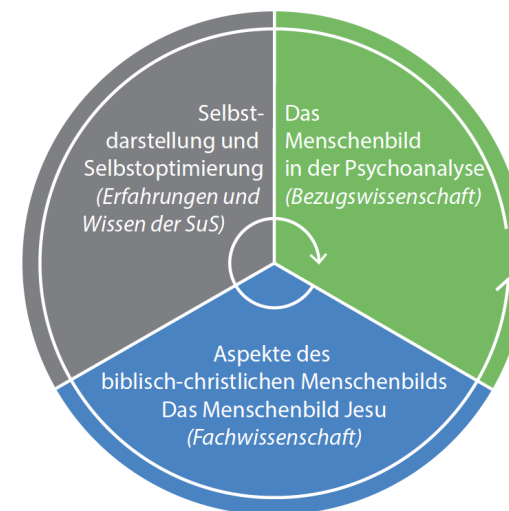 Selbst-
darstellung und
Selbstoptimierung
(Erfahrungen und
Wissen der SuS)
Das
Menschenbild
in der Psychoanalyse
(Bezugswissenschaft)
Aspekte des
biblisch-christlichen Menschenbilds
Das Menschenbild Jesu
(Fachwissenschaft)